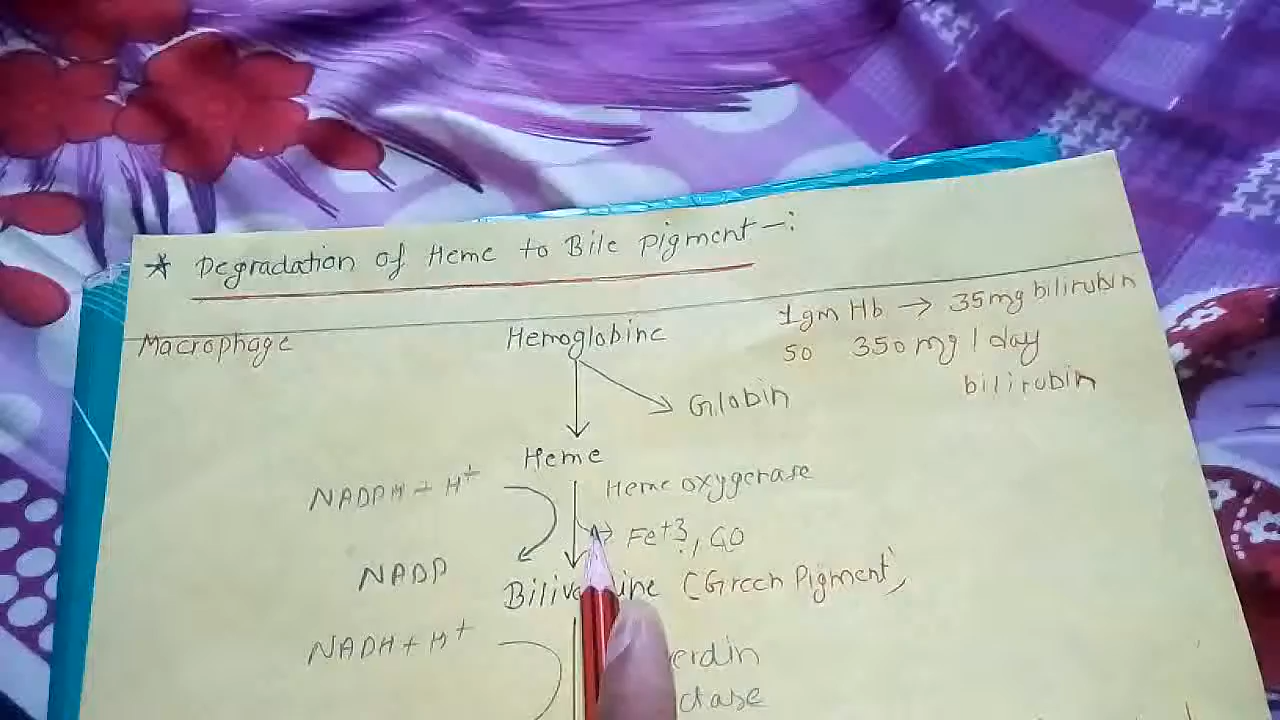 * Degradation of Heme to Bile Pigment -:
Macrophage
Hemoglobine
1gm Hb → 35mg bilirubin
so 350mg / day
bilirubin
Globin
Heme
NADPH + H+
Heme oxygerase
Fe+3, CO
NADP
(Green Pigment)
NADH + H+